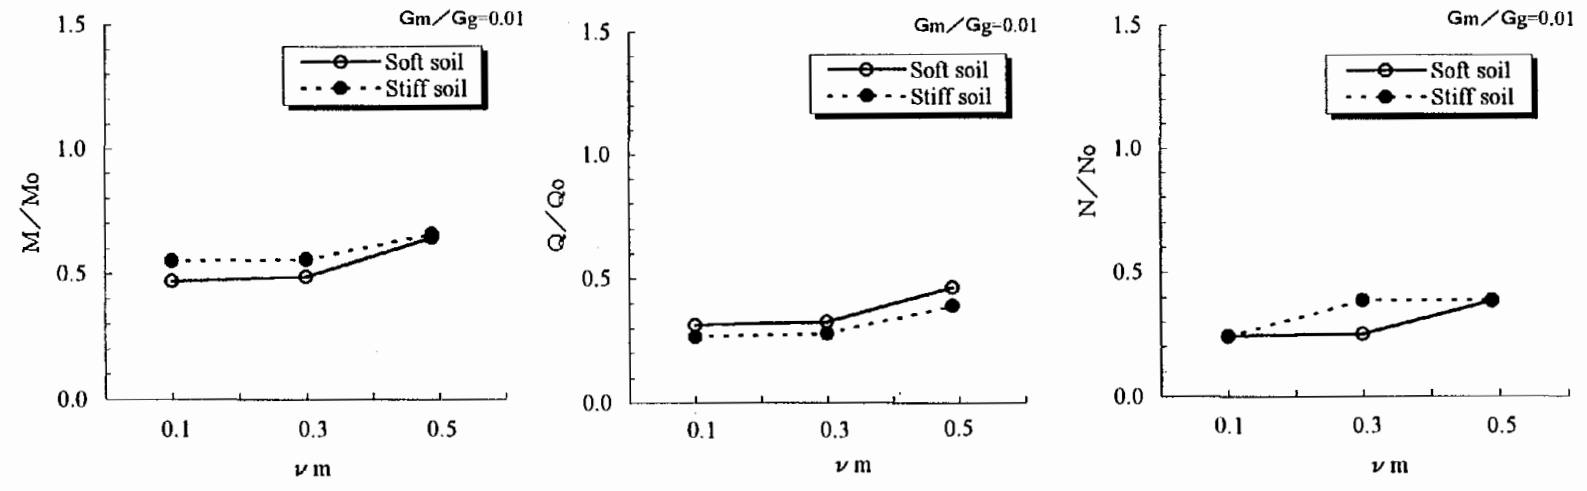 Gm／Gg=0.01
1.5
Soft soil
Stiff soil
1.0
M／Mo
0.5
0.0
0.1 0.3 0.5
ν m
Gm／Gg=0.01
1.5
Soft soil
Stiff soil
1.0
Q／Qo
0.5
0.0
0.1 0.3 0.5
ν m
Gm／Gg=0.01
1.5
Soft soil
Stiff soil
1.0
N／No
0.5
0.0
0.1 0.3 0.5
ν m